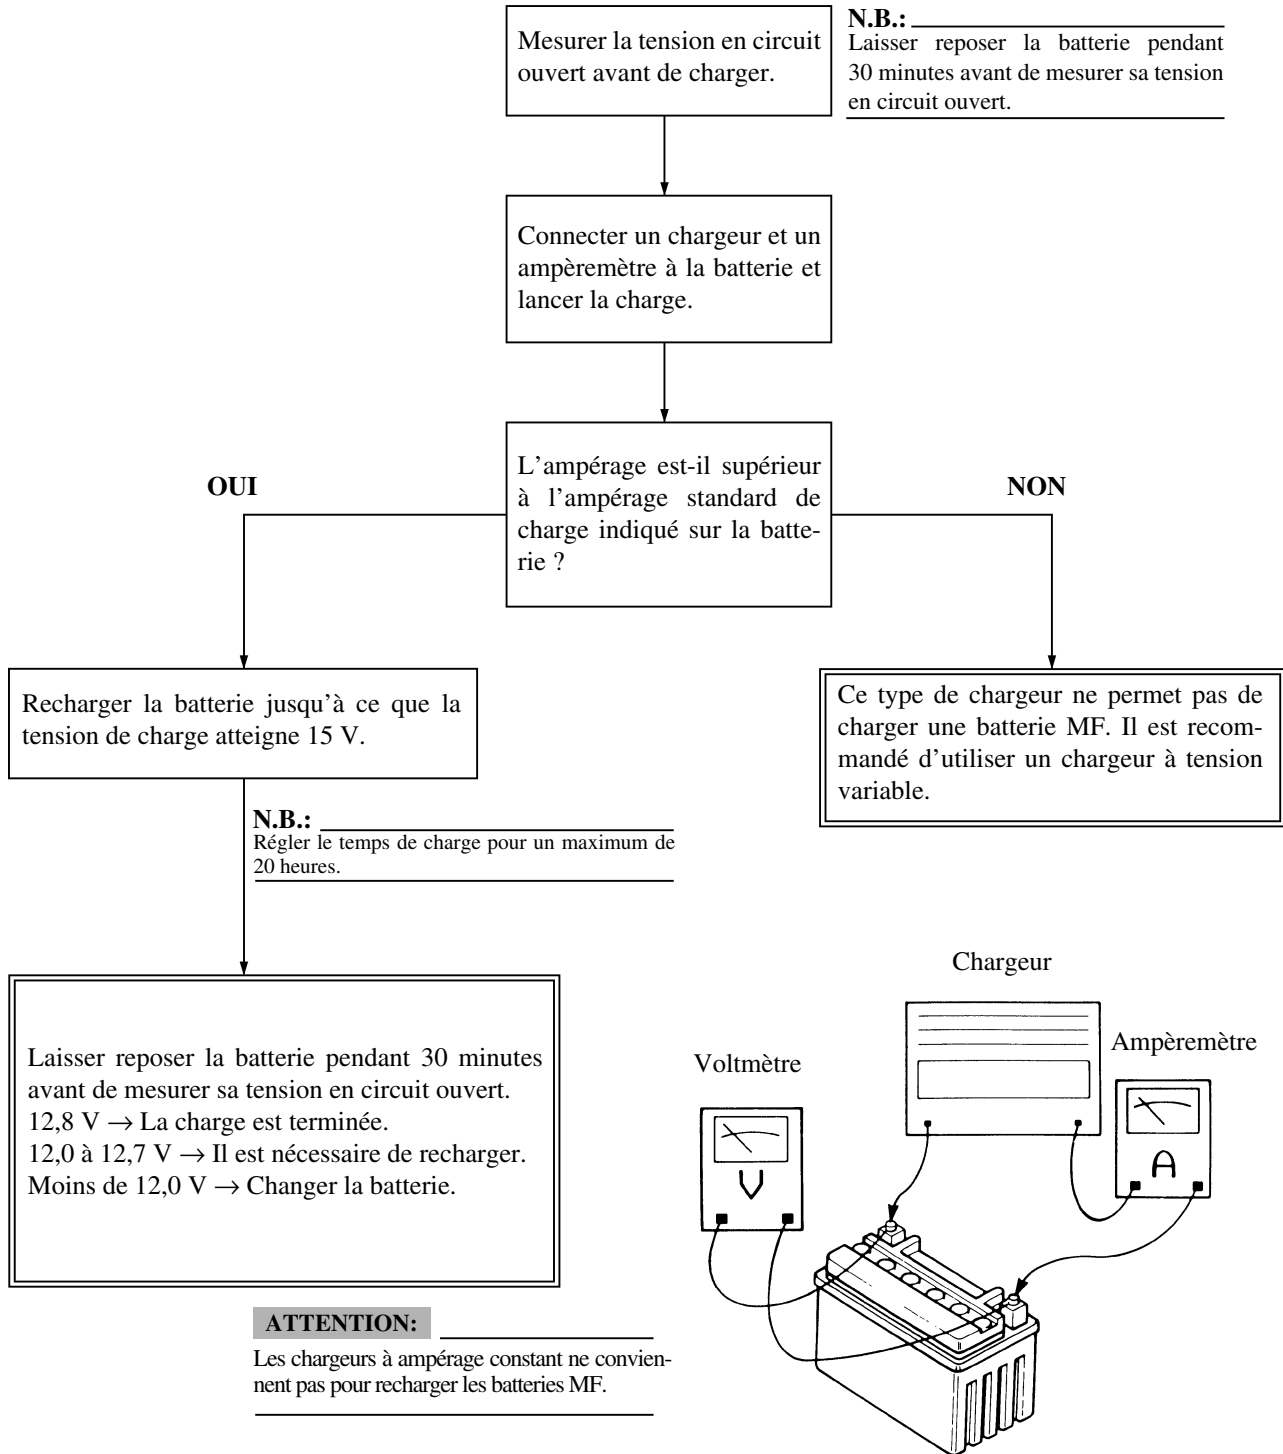 Mesurer la tension en circuit
ouvert avant de charger.
N.B.:
Laisser reposer la batterie pendant
30 minutes avant de mesurer sa tension
en circuit ouvert.
Connecter un chargeur et un
ampèremètre à la batterie et
lancer la charge.
L'ampérage est-il supérieur
à l'ampérage standard de
charge indiqué sur la batte-
rie ?
OUI
NON
Recharger la batterie jusqu'à ce que la
tension de charge atteigne 15 V.
Ce type de chargeur ne permet pas de
charger une batterie MF. Il est recom-
mandé d'utiliser un chargeur à tension
variable.
N.B.:
Régler le temps de charge pour un maximum de
20 heures.
Laisser reposer la batterie pendant 30 minutes
avant de mesurer sa tension en circuit ouvert.
12,8 V → La charge est terminée.
12,0 à 12,7 V → Il est nécessaire de recharger.
Moins de 12,0 V → Changer la batterie.
Chargeur
Voltmètre
Ampèremètre
V
A
ATTENTION:
Les chargeurs à ampérage constant ne convien-
nent pas pour recharger les batteries MF.